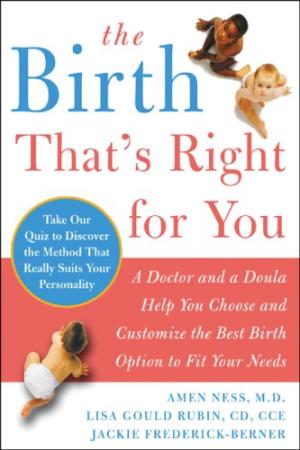 the
Birth
That's Right
for You
Take Our
Quiz to Discover
the Method That
Really Suits Your
Personality
A Doctor and a Doula
Help You Choose and
Customize the Best Birth
Option to Fit Your Needs
AMEN NESS, M.D.
LISA GOULD RUBIN, CD, CCE
JACKIE FREDERICK-BERNER